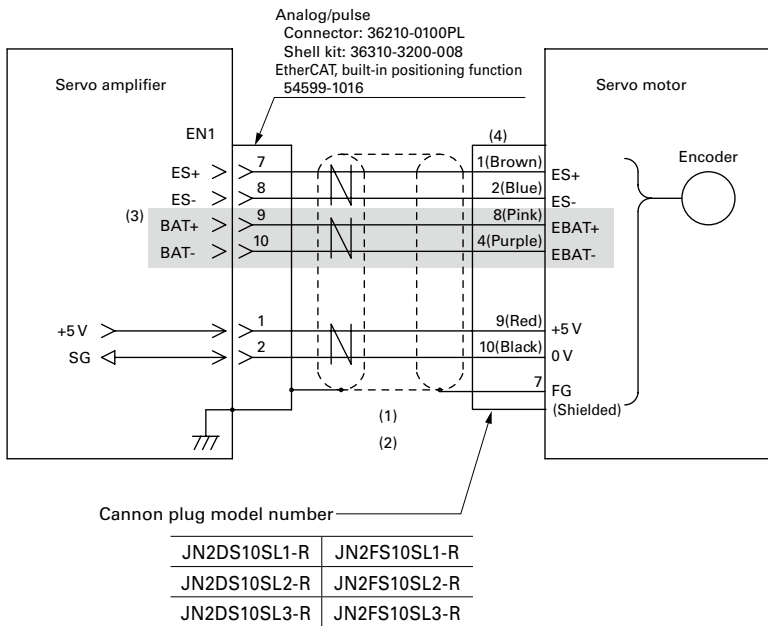 Analog/pulse
Connector: 36210-0100PL
Shell kit: 36310-3200-008
EtherCAT, built-in positioning function
54599-1016
Servo amplifier
Servo motor
EN1
(4)
Encoder
ES+
7
1(Brown)
ES+
ES-
8
2(Blue)
ES-
(3)
BAT+
9
8(Pink)
EBAT+
BAT-
10
4(Purple)
EBAT-
+5 V
1
9(Red)
+5 V
SG
2
10(Black)
0 V
7
FG
(Shielded)
(1)
(2)
Cannon plug model number
JN2DS10SL1-R JN2FS10SL1-R
JN2DS10SL2-R JN2FS10SL2-R
JN2DS10SL3-R JN2FS10SL3-R